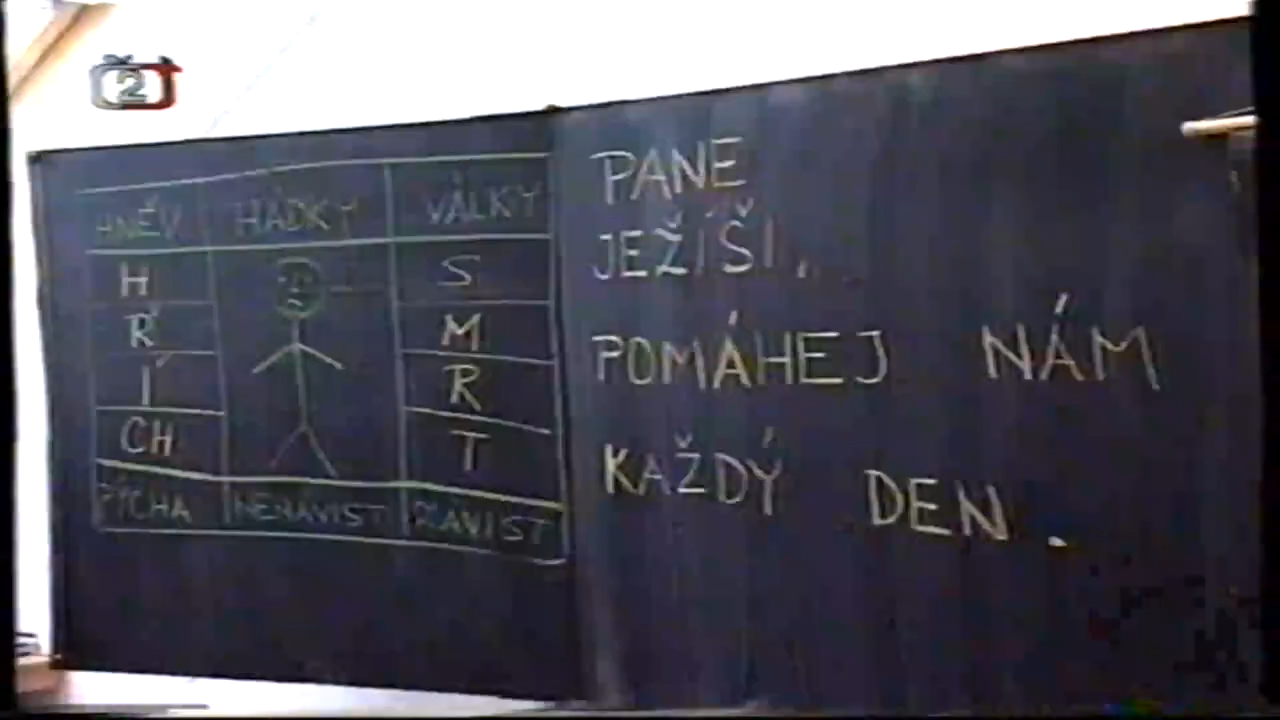 2
HNĚV HÁDKY VÁLKY
H S
Ř M
Í R
CH T
PÝCHA NENÁVIST ZÁVIST
PANE
JEŽÍŠI,
POMÁHEJ NÁM
KAŽDÝ DEN.